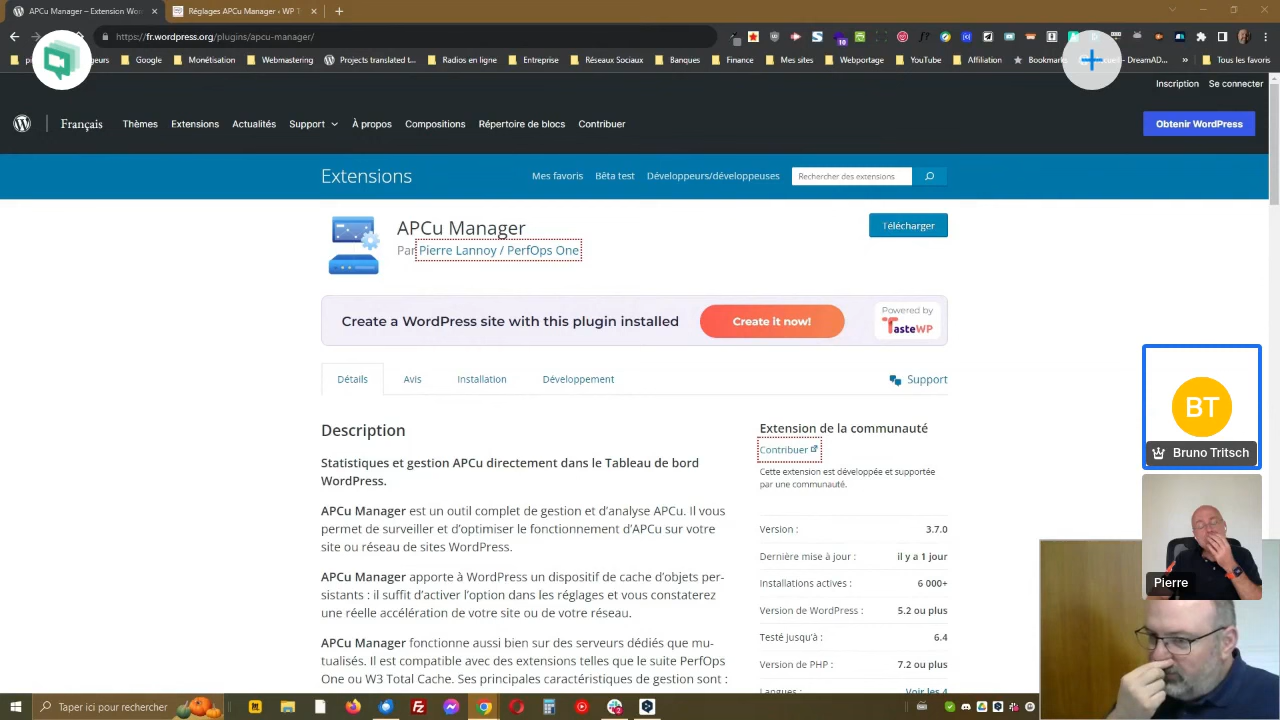 APCu Manager – Extension Wor
Réglages APCu Manager ‹ WP T
https://fr.wordpress.org/plugins/apcu-manager/
Google
Monétisation
Webmastering
Projects translate L...
Radios en ligne
Entreprise
Réseaux Sociaux
Banques
Finance
Mes sites
Webportage
YouTube
Affiliation
Bookmark
DreamAD...
»
Tous les favoris
Inscription
Se connecter
Français
Thèmes
Extensions
Actualités
Support
À propos
Compositions
Répertoire de blocs
Contribuer
Obtenir WordPress
Extensions
Mes favoris
Bêta test
Développeurs/développeuses
Rechercher des extensions
APCu Manager
Par Pierre Lannoy / PerfOps One
Télécharger
Create a WordPress site with this plugin installed
Create it now!
Powered by
TasteWP
Détails
Avis
Installation
Développement
Support
Description
Statistiques et gestion APCu directement dans le Tableau de bord
WordPress.
APCu Manager est un outil complet de gestion et d'analyse APCu. Il vous
permet de surveiller et d'optimiser le fonctionnement d'APCu sur votre
site ou réseau de sites WordPress.
APCu Manager apporte à WordPress un dispositif de cache d'objets per-
sistants : il suffit d'activer l'option dans les réglages et vous constaterez
une réelle accélération de votre site ou de votre réseau.
APCu Manager fonctionne aussi bien sur des serveurs dédiés que mu-
tualisés. Il est compatible avec des extensions telles que le suite PerfOps
One ou W3 Total Cache. Ses principales caractéristiques de gestion sont :
Extension de la communauté
Contribuer
Cette extension est développée et supportée
par une communauté.
Version : 3.7.0
Dernière mise à jour : il y a 1 jour
Installations actives : 6 000+
Version de WordPress : 5.2 ou plus
Testé jusqu'à : 6.4
Version de PHP : 7.2 ou plus
Langues : Voir les 4
BT
Bruno Tritsch
Pierre
Taper ici pour rechercher